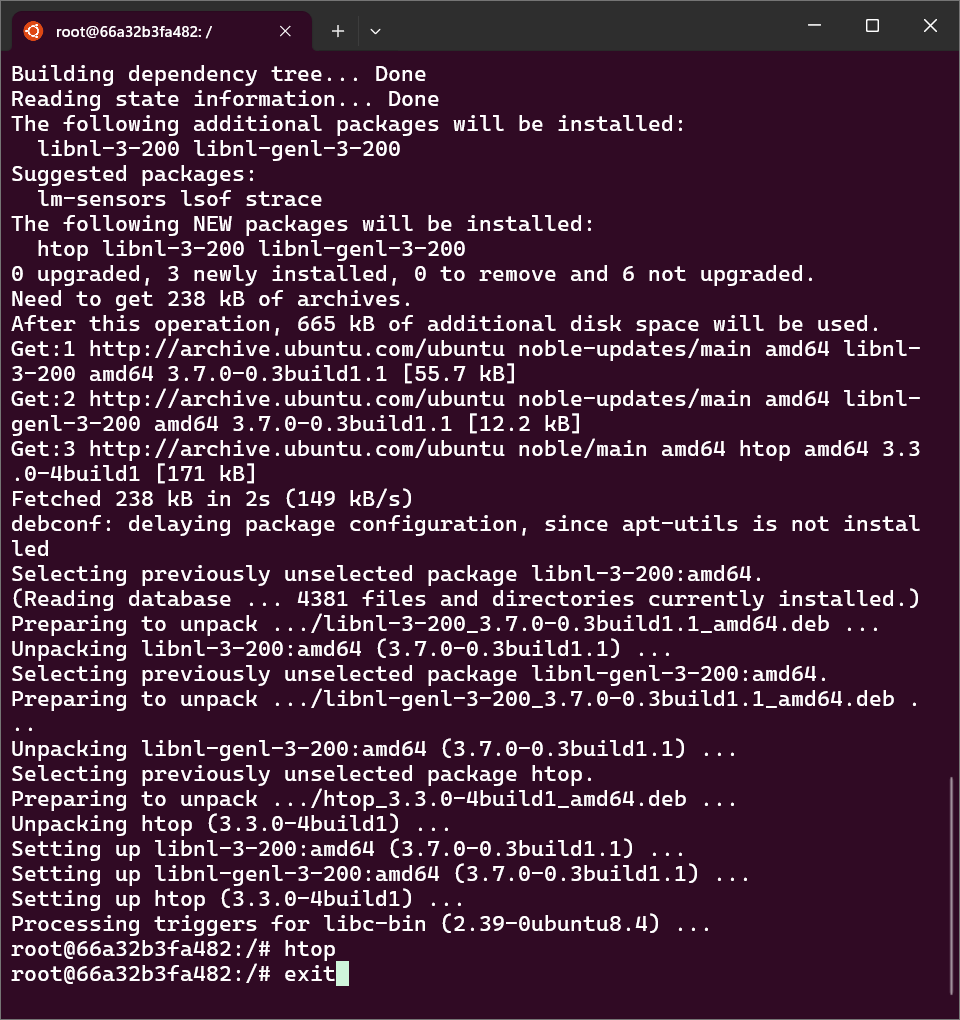 root@66a32b3fa482: /
Building dependency tree... Done
Reading state information... Done
The following additional packages will be installed:
  libnl-3-200 libnl-genl-3-200
Suggested packages:
  lm-sensors lsof strace
The following NEW packages will be installed:
  htop libnl-3-200 libnl-genl-3-200
0 upgraded, 3 newly installed, 0 to remove and 6 not upgraded.
Need to get 238 kB of archives.
After this operation, 665 kB of additional disk space will be used.
Get:1 http://archive.ubuntu.com/ubuntu noble-updates/main amd64 libnl-
3-200 amd64 3.7.0-0.3build1.1 [55.7 kB]
Get:2 http://archive.ubuntu.com/ubuntu noble-updates/main amd64 libnl-
genl-3-200 amd64 3.7.0-0.3build1.1 [12.2 kB]
Get:3 http://archive.ubuntu.com/ubuntu noble/main amd64 htop amd64 3.3
.0-4build1 [171 kB]
Fetched 238 kB in 2s (149 kB/s)
debconf: delaying package configuration, since apt-utils is not instal
led
Selecting previously unselected package libnl-3-200:amd64.
(Reading database ... 4381 files and directories currently installed.)
Preparing to unpack .../libnl-3-200_3.7.0-0.3build1.1_amd64.deb ...
Unpacking libnl-3-200:amd64 (3.7.0-0.3build1.1) ...
Selecting previously unselected package libnl-genl-3-200:amd64.
Preparing to unpack .../libnl-genl-3-200_3.7.0-0.3build1.1_amd64.deb .
..
Unpacking libnl-genl-3-200:amd64 (3.7.0-0.3build1.1) ...
Selecting previously unselected package htop.
Preparing to unpack .../htop_3.3.0-4build1_amd64.deb ...
Unpacking htop (3.3.0-4build1) ...
Setting up libnl-3-200:amd64 (3.7.0-0.3build1.1) ...
Setting up libnl-genl-3-200:amd64 (3.7.0-0.3build1.1) ...
Setting up htop (3.3.0-4build1) ...
Processing triggers for libc-bin (2.39-0ubuntu8.4) ...
root@66a32b3fa482:/# htop
root@66a32b3fa482:/# exit